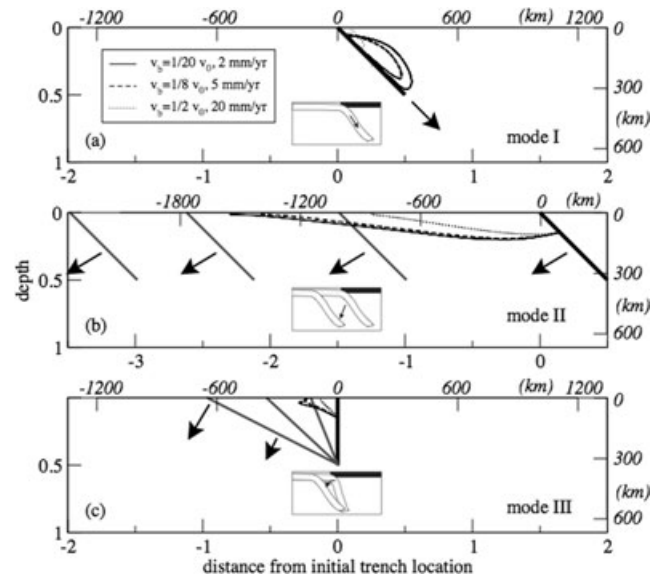 -1200 -600 0 600 (km) 1200
0 0
v_b=1/20 v_0, 2 mm/yr
v_b=1/8 v_0, 5 mm/yr
v_b=1/2 v_0, 20 mm/yr
0.5 300
(km)
(a) mode I 600
1
-2 -1 0 1 2
-1800 -1200 -600 0 (km)
0 0
0.5 300
(km)
depth
(b) mode II 600
1
-3 -2 -1 0
-1200 -600 0 600 (km) 1200
0 0
0.5 300
(km)
(c) mode III 600
1
-2 -1 0 1 2
distance from initial trench location